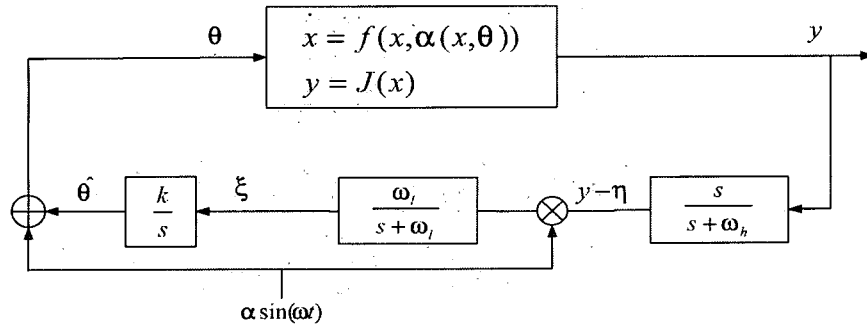 θ
x = f(x,α(x,θ))
y = J(x)
y
θ̂
k
s
ξ
ω_l
s + ω_l
y − η
s
s + ω_h
α sin(ωt)